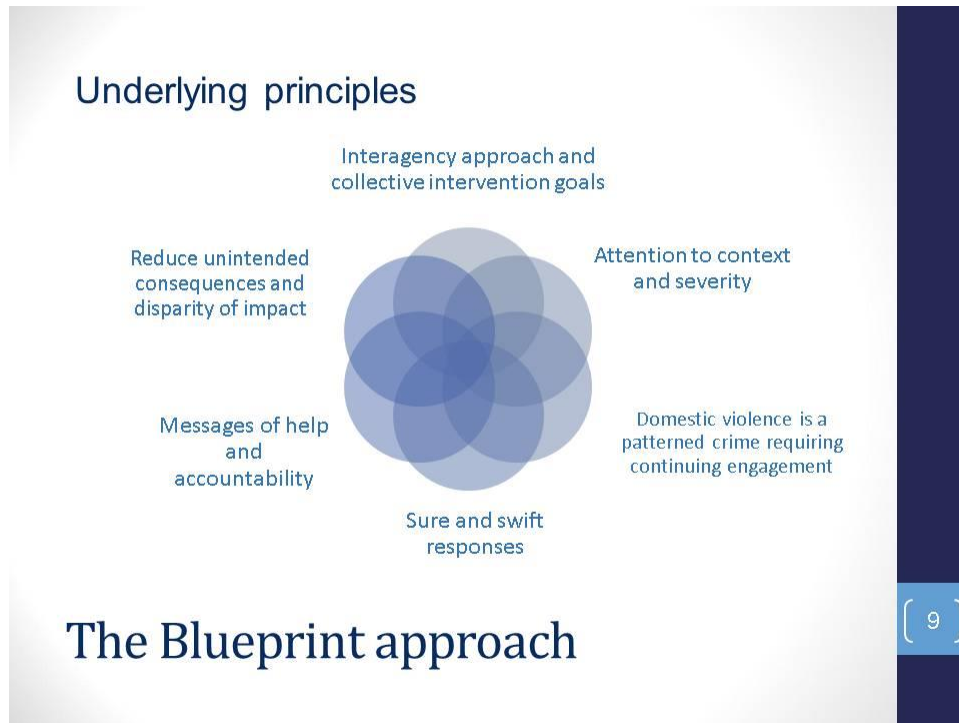 Underlying principles
Interagency approach and
collective intervention goals
Attention to context
and severity
Domestic violence is a
patterned crime requiring
continuing engagement
Sure and swift
responses
Messages of help
and
accountability
Reduce unintended
consequences and
disparity of impact
The Blueprint approach
9